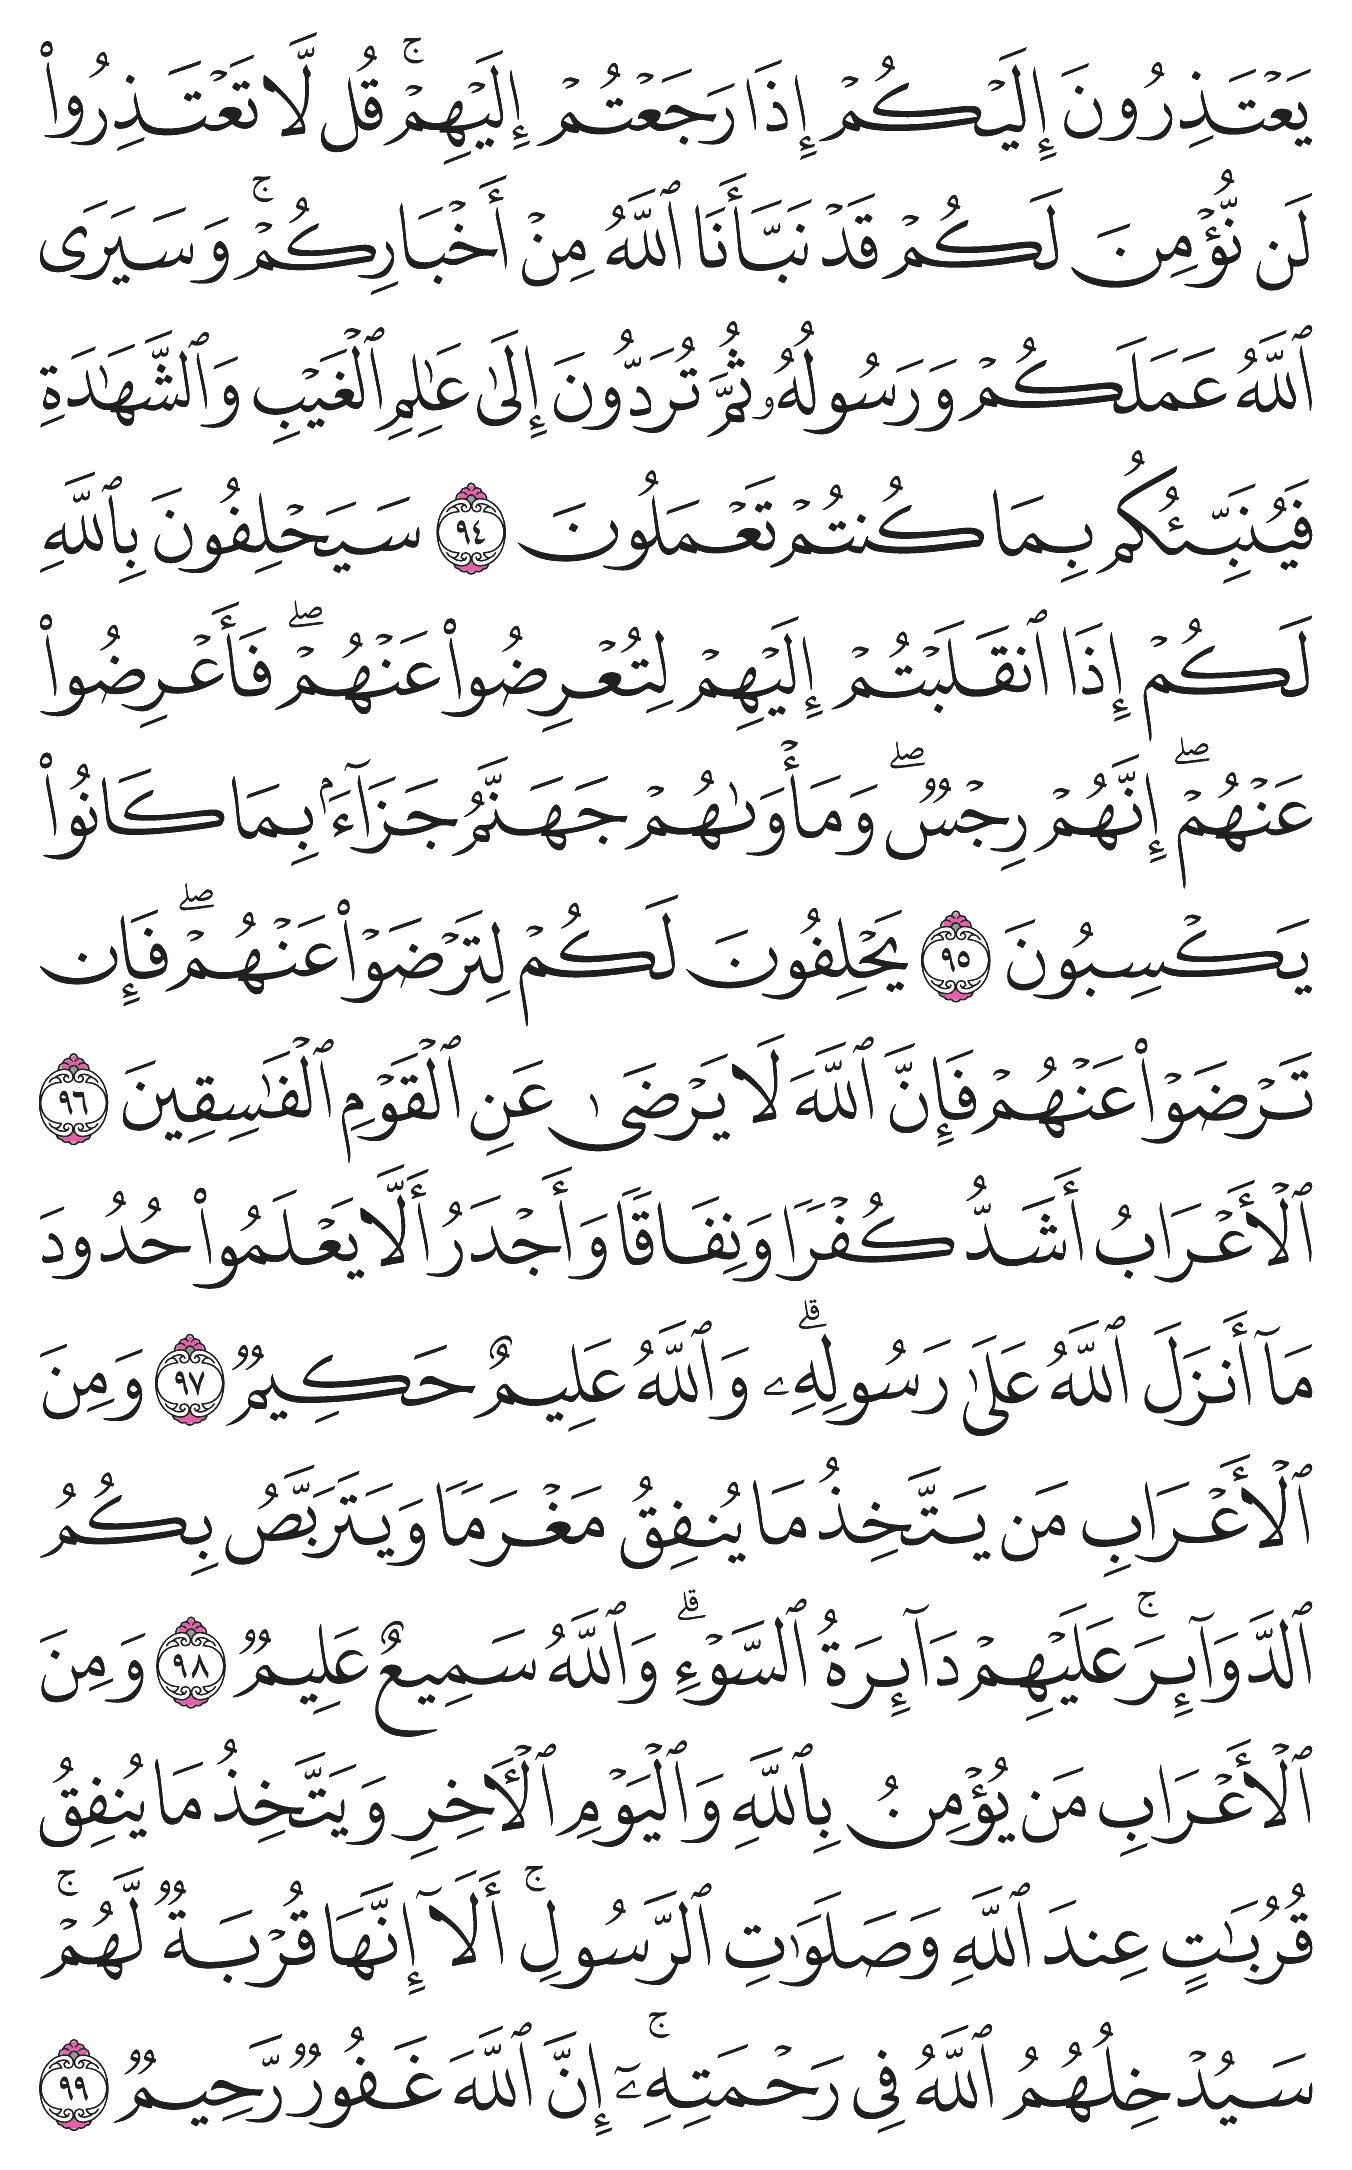 يَعۡتَذِرُونَ إِلَيۡكُمۡ إِذَا رَجَعۡتُمۡ إِلَيۡهِمۡۚ قُل لَّا تَعۡتَذِرُواْ
لَن نُّؤۡمِنَ لَكُمۡ قَدۡ نَبَّأَنَا ٱللَّهُ مِنۡ أَخۡبَارِكُمۡۚ وَسَيَرَى
ٱللَّهُ عَمَلَكُمۡ وَرَسُولُهُۥ ثُمَّ تُرَدُّونَ إِلَىٰ عَٰلِمِ ٱلۡغَيۡبِ وَٱلشَّهَٰدَةِ
فَيُنَبِّئُكُم بِمَا كُنتُمۡ تَعۡمَلُونَ ٩٤ سَيَحۡلِفُونَ بِٱللَّهِ
لَكُمۡ إِذَا ٱنقَلَبۡتُمۡ إِلَيۡهِمۡ لِتُعۡرِضُواْ عَنۡهُمۡۖ فَأَعۡرِضُواْ
عَنۡهُمۡۖ إِنَّهُمۡ رِجۡسٞۖ وَمَأۡوَىٰهُمۡ جَهَنَّمُ جَزَآءَۢ بِمَا كَانُواْ
يَكۡسِبُونَ ٩٥ يَحۡلِفُونَ لَكُمۡ لِتَرۡضَوۡاْ عَنۡهُمۡۖ فَإِن
تَرۡضَوۡاْ عَنۡهُمۡ فَإِنَّ ٱللَّهَ لَا يَرۡضَىٰ عَنِ ٱلۡقَوۡمِ ٱلۡفَٰسِقِينَ ٩٦
ٱلۡأَعۡرَابُ أَشَدُّ كُفۡرٗا وَنِفَاقٗا وَأَجۡدَرُ أَلَّا يَعۡلَمُواْ حُدُودَ
مَآ أَنزَلَ ٱللَّهُ عَلَىٰ رَسُولِهِۦۗ وَٱللَّهُ عَلِيمٌ حَكِيمٞ ٩٧ وَمِنَ
ٱلۡأَعۡرَابِ مَن يَتَّخِذُ مَا يُنفِقُ مَغۡرَمٗا وَيَتَرَبَّصُ بِكُمُ
ٱلدَّوَآئِرَۚ عَلَيۡهِمۡ دَآئِرَةُ ٱلسَّوۡءِۗ وَٱللَّهُ سَمِيعٌ عَلِيمٞ ٩٨ وَمِنَ
ٱلۡأَعۡرَابِ مَن يُؤۡمِنُ بِٱللَّهِ وَٱلۡيَوۡمِ ٱلۡأٓخِرِ وَيَتَّخِذُ مَا يُنفِقُ
قُرُبَٰتٍ عِندَ ٱللَّهِ وَصَلَوَٰتِ ٱلرَّسُولِۚ أَلَآ إِنَّهَا قُرۡبَةٞ لَّهُمۡۚ
سَيُدۡخِلُهُمُ ٱللَّهُ فِي رَحۡمَتِهِۦٓۚ إِنَّ ٱللَّهَ غَفُورٞ رَّحِيمٞ ٩٩